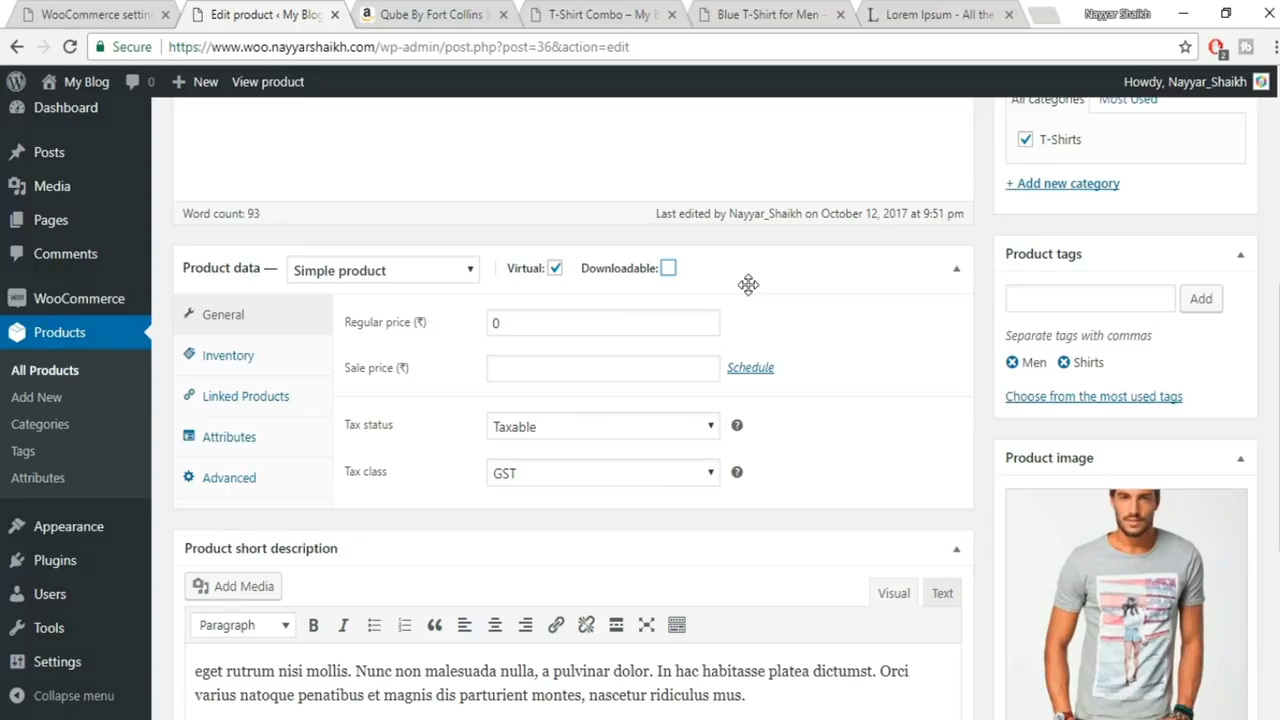 WooCommerce settin
Edit product ‹ My Blog
Qube By Fort Collins
T-Shirt Combo – My B
Blue T-Shirt for Men -
Lorem Ipsum - All the
Nayyar Shaikh
Secure
https://www.woo.nayyarshaikh.com/wp-admin/post.php?post=36&action=edit
2
My Blog
0
New
View product
Howdy, Nayyar_Shaikh
Dashboard
Posts
Media
Pages
Comments
WooCommerce
Products
All Products
Add New
Categories
Tags
Attributes
Appearance
Plugins
Users
Tools
Settings
Collapse menu
Word count: 93
Last edited by Nayyar_Shaikh on October 12, 2017 at 9:51 pm
Product data —
Simple product
Virtual:
Downloadable:
General
Inventory
Linked Products
Attributes
Advanced
Regular price (₹)
0
Sale price (₹)
Schedule
Tax status
Taxable
Tax class
GST
Product short description
Add Media
Visual
Text
Paragraph
eget rutrum nisi mollis. Nunc non malesuada nulla, a pulvinar dolor. In hac habitasse platea dictumst. Orci
varius natoque penatibus et magnis dis parturient montes, nascetur ridiculus mus.
All categories
Most Used
T-Shirts
+ Add new category
Product tags
Add
Separate tags with commas
Men
Shirts
Choose from the most used tags
Product image